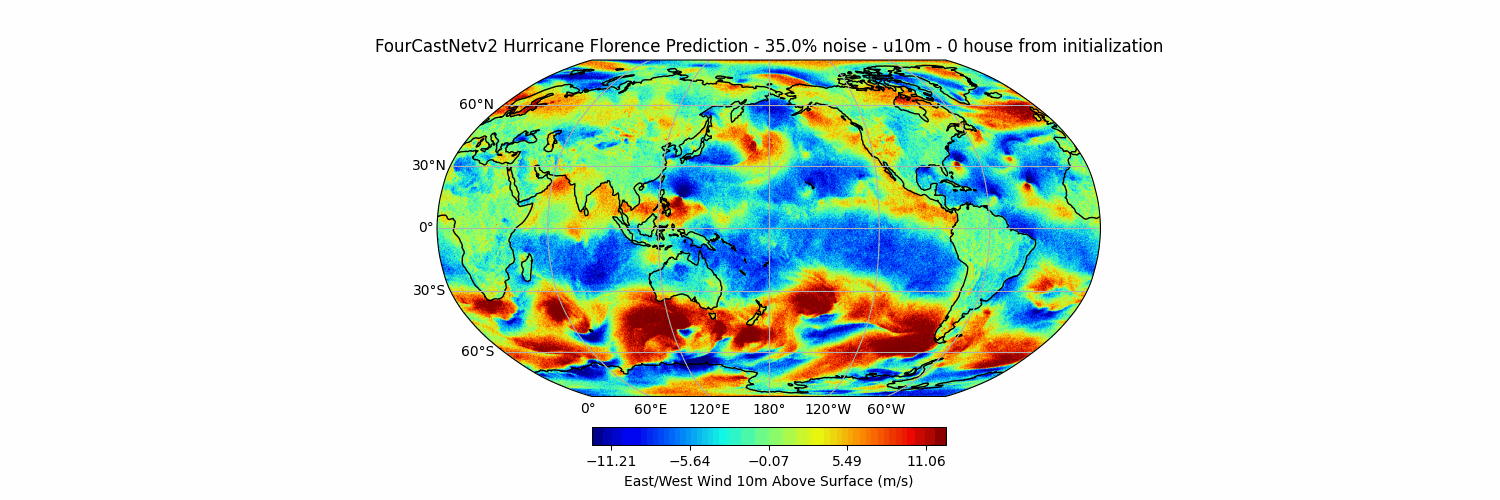 FourCastNetv2 Hurricane Florence Prediction - 35.0% noise - u10m - 0 house from initialization
60°N
30°N
0°
30°S
60°S
0° 60°E 120°E 180° 120°W 60°W
−11.21 −5.64 −0.07 5.49 11.06
East/West Wind 10m Above Surface (m/s)